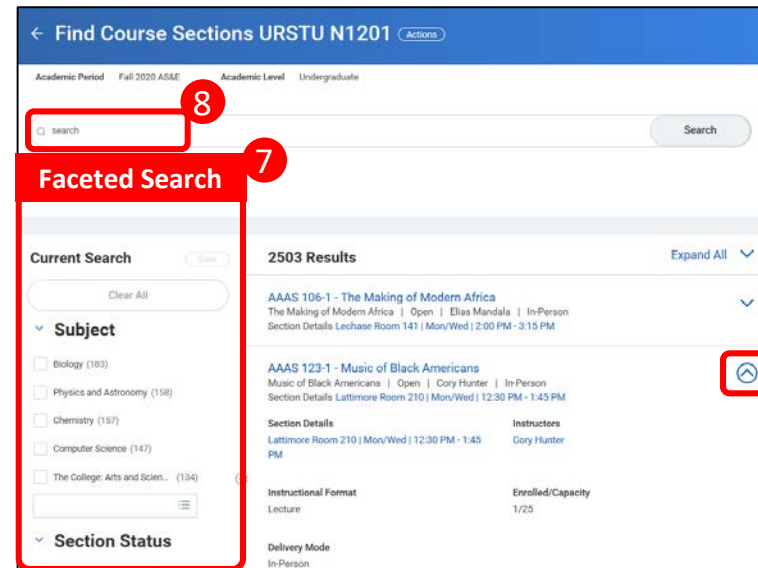 ← Find Course Sections URSTU N1201 Actions
Academic Period Fall 2020 AS&E Academic Level Undergraduate
8
search Search
7
Faceted Search
Current Search Save
2503 Results Expand All
Clear All
AAAS 106-1 - The Making of Modern Africa
The Making of Modern Africa | Open | Elias Mandala | In-Person
Section Details Lechase Room 141 | Mon/Wed | 2:00 PM - 3:15 PM
Subject
Biology (183)
Physics and Astronomy (158)
Chemistry (157)
Computer Science (147)
The College: Arts and Scien... (134)
Section Status
AAAS 123-1 - Music of Black Americans
Music of Black Americans | Open | Cory Hunter | In-Person
Section Details Lattimore Room 210 | Mon/Wed | 12:30 PM - 1:45 PM
Section Details Instructors
Lattimore Room 210 | Mon/Wed | 12:30 PM - 1:45 Cory Hunter
PM
Instructional Format Enrolled/Capacity
Lecture 1/25
Delivery Mode
In-Person